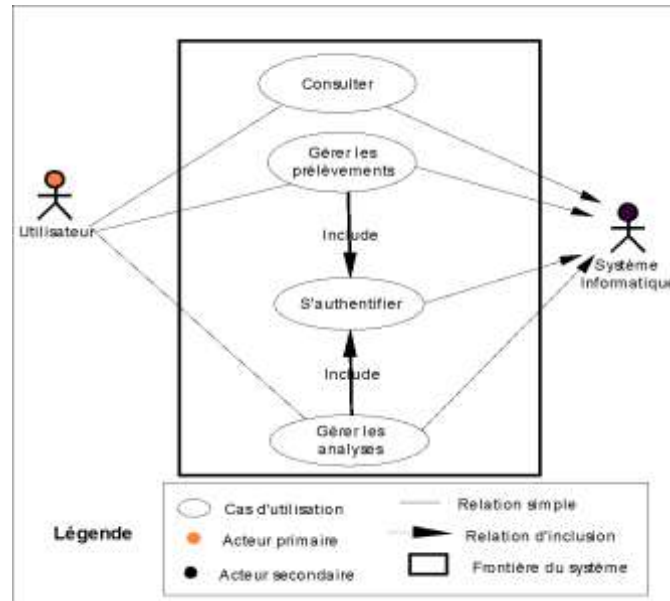 Consulter
Gérer les
prélèvements
Include
Utilisateur
Système
Informatique
S'authentifier
Include
Gérer les
analyses
Légende
Cas d'utilisation
Relation simple
Acteur primaire
Relation d'inclusion
Acteur secondaire
Frontière du système